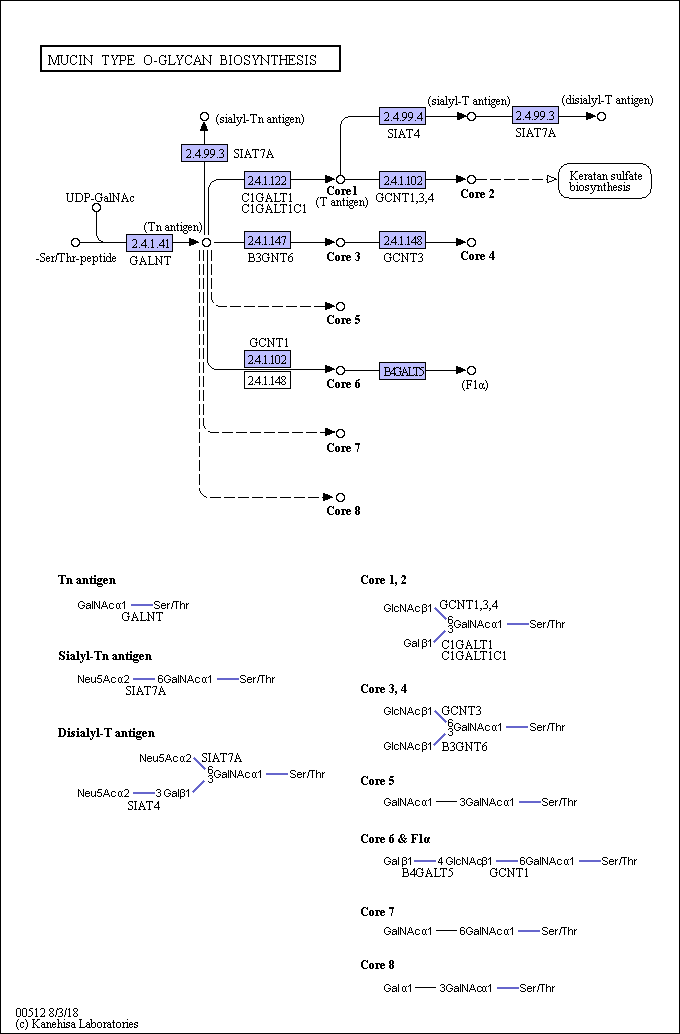 MUCIN TYPE O-GLYCAN BIOSYNTHESIS
(sialyl-T antigen)
(disialyl-T antigen)
(sialyl-Tn antigen)
2.4.99.4
2.4.99.3
SIAT4
SIAT7A
2.4.99.3
SIAT7A
2.4.1.122
Core1
2.4.1.102
Core 2
Keratan sulfate
biosynthesis
C1GALT1
C1GALT1C1
(T antigen)
GCNT1,3,4
UDP-GalNAc
(Tn antigen)
2.4.1.41
2.4.1.147
2.4.1.148
-Ser/Thr-peptide
GALNT
B3GNT6
Core 3
GCNT3
Core 4
Core 5
GCNT1
2.4.1.102
2.4.1.148
Core 6
B4GALT5
(F1α)
Core 7
Core 8
Tn antigen
GalNAcα1
Ser/Thr
GALNT
Sialyl-Tn antigen
Neu5Acα2
6GalNAcα1
Ser/Thr
SIAT7A
Disialyl-T antigen
Neu5Acα2
SIAT7A
6
3GalNAcα1
Ser/Thr
Neu5Acα2
3 Galβ1
SIAT4
Core 1, 2
GlcNAcβ1
GCNT1,3,4
6
3GalNAcα1
Ser/Thr
Galβ1
C1GALT1
C1GALT1C1
Core 3, 4
GlcNAcβ1
GCNT3
6
3GalNAcα1
Ser/Thr
GlcNAcβ1
B3GNT6
Core 5
GalNAcα1
3GalNAcα1
Ser/Thr
Core 6 & F1α
Galβ1
4 GlcNAcβ1
6GalNAcα1
Ser/Thr
B4GALT5
GCNT1
Core 7
GalNAcα1
6GalNAcα1
Ser/Thr
Core 8
Galα1
3GalNAcα1
Ser/Thr
00512 8/3/18
(c) Kanehisa Laboratories